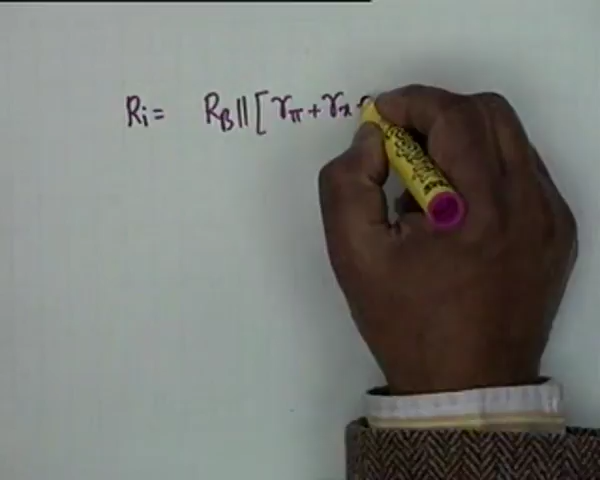 Ri = RB || [ rπ + rx